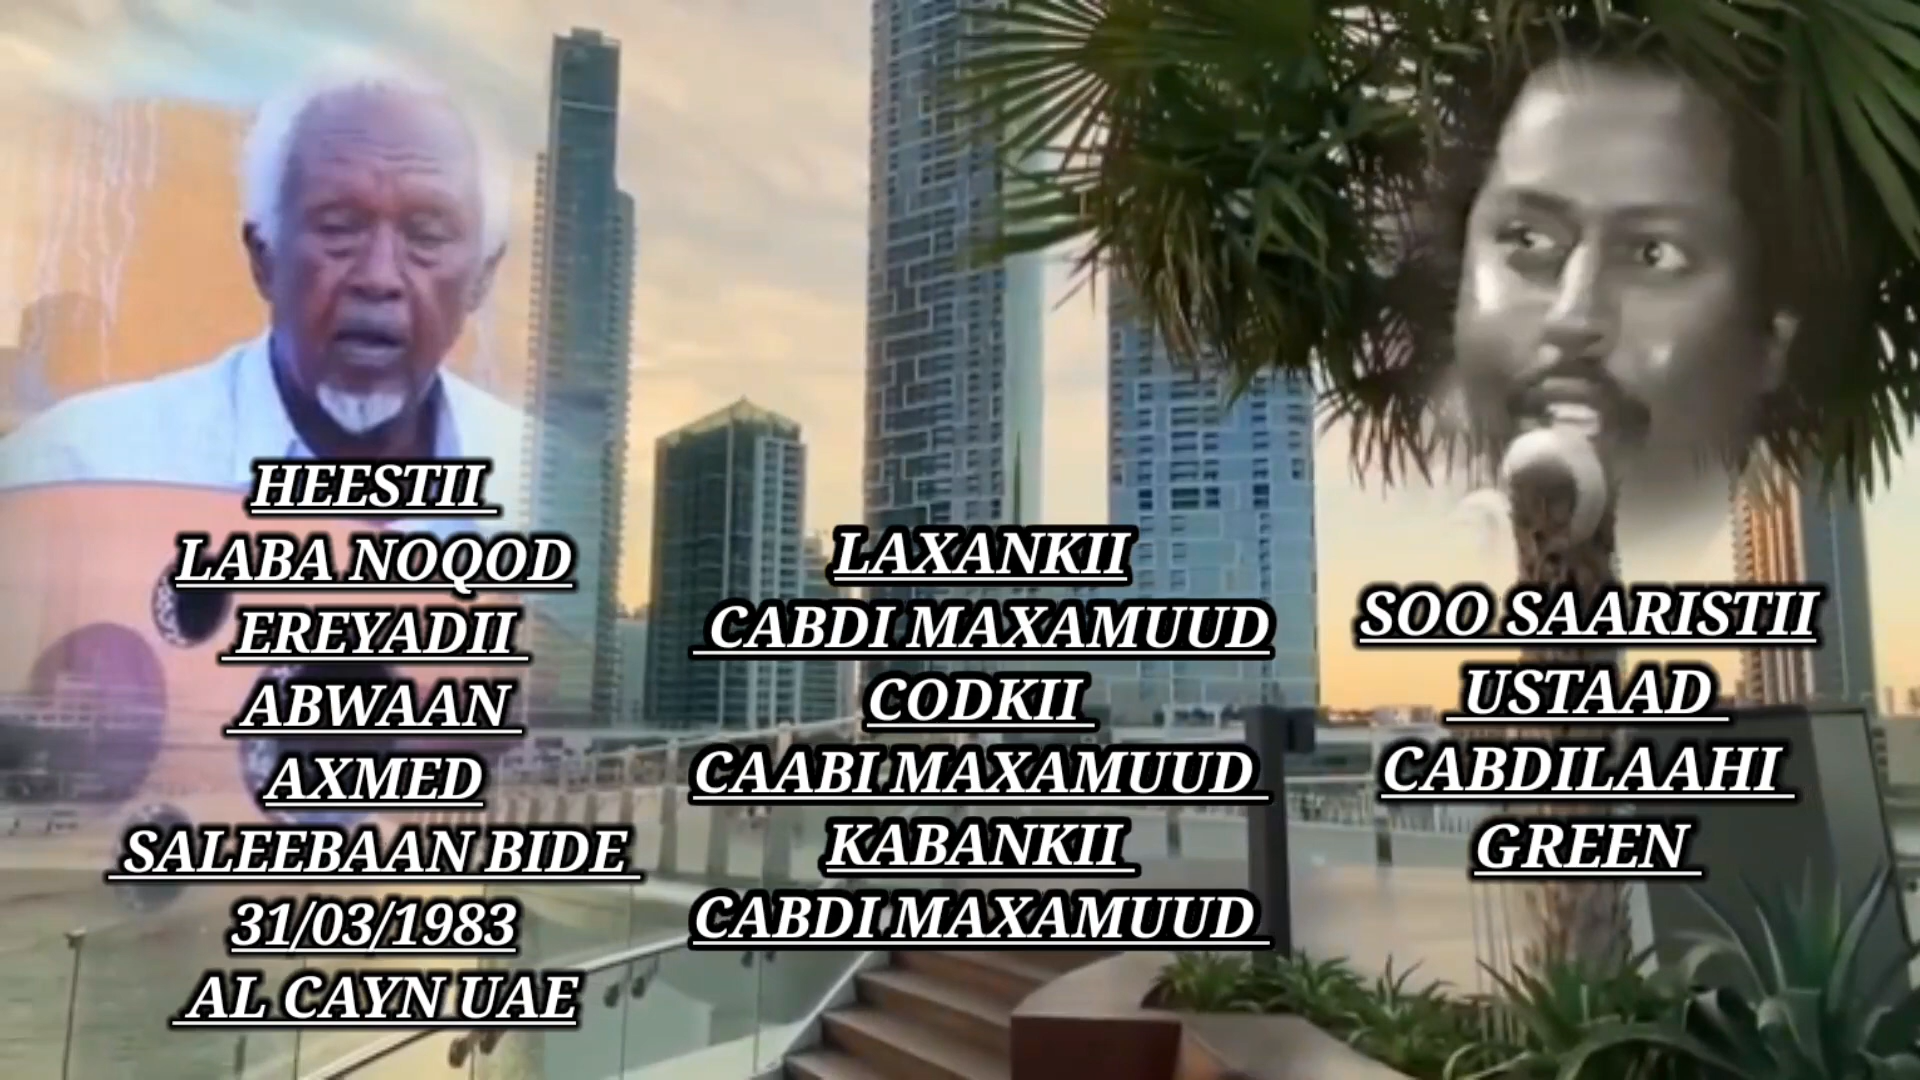 HEESTII
LABA NOQOD
EREYADII
ABWAAN
AXMED
SALEEBAAN BIDE
31/03/1983
AL CAYN UAE
LAXANKII
CABDI MAXAMUUD
CODKII
CAABI MAXAMUUD
KABANKII
CABDI MAXAMUUD
SOO SAARISTII
USTAAD
CABDILAAHI
GREEN